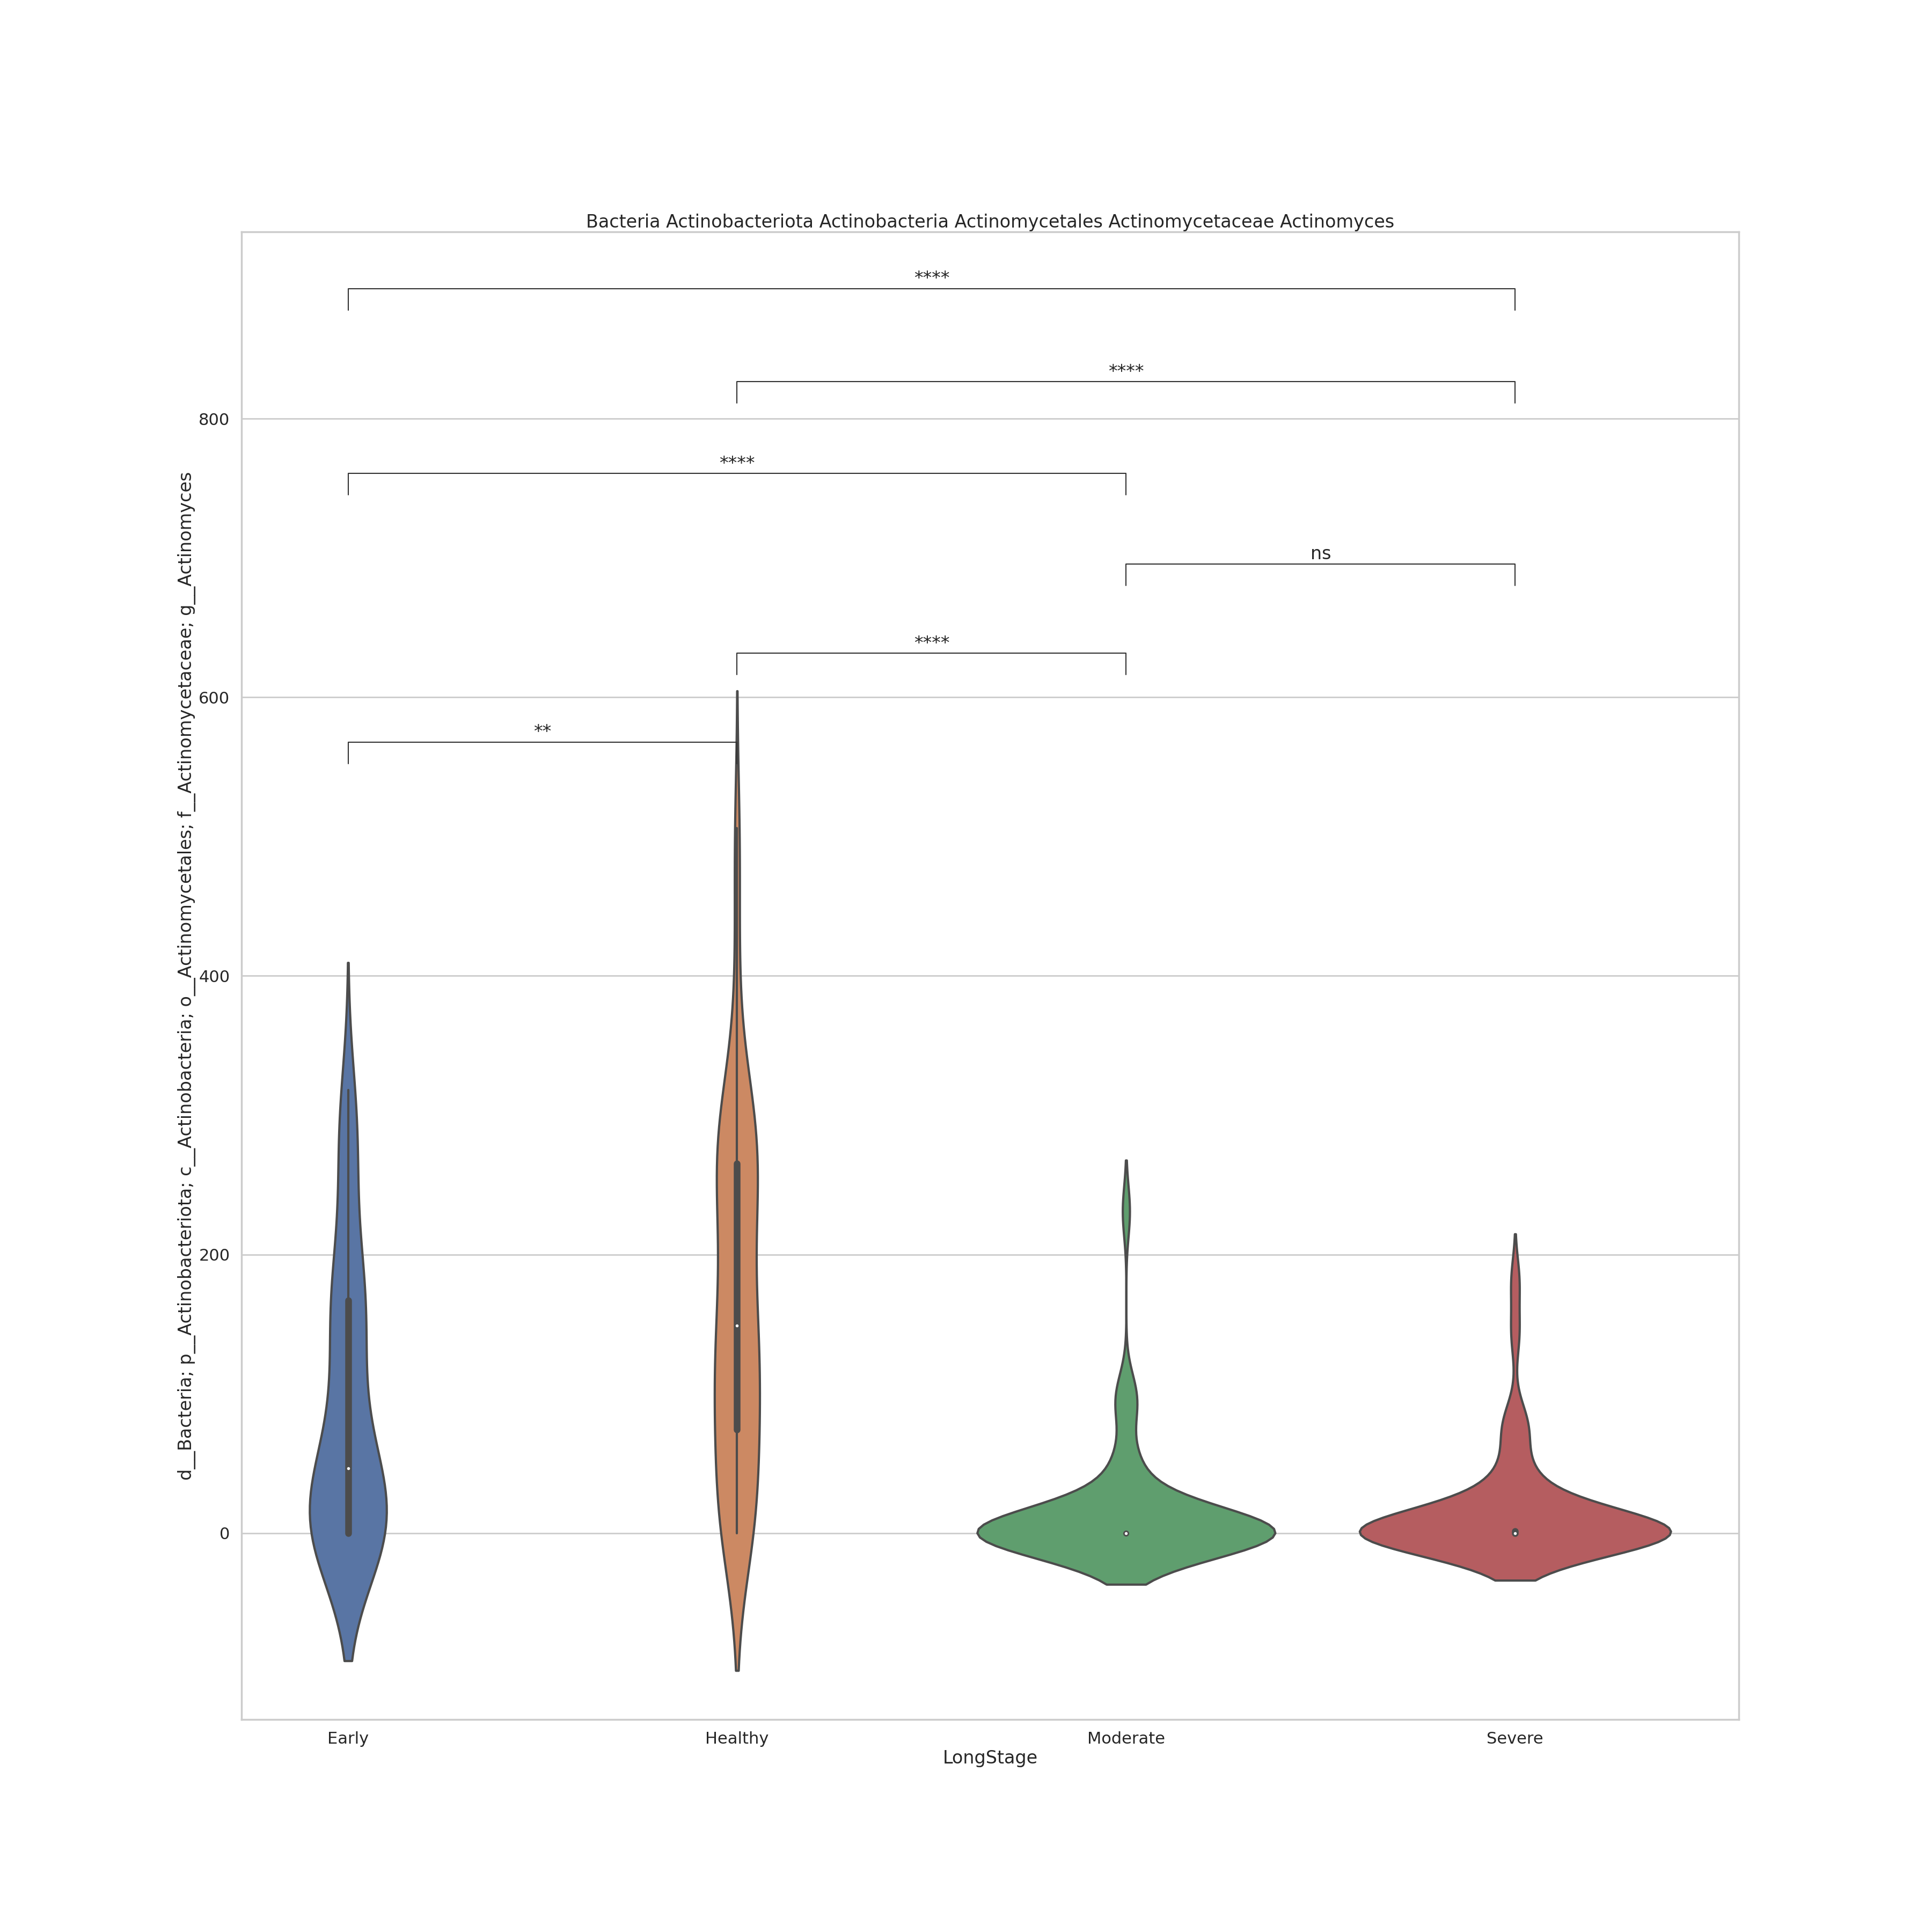 Bacteria Actinobacteriota Actinobacteria Actinomycetales Actinomycetaceae Actinomyces
****
****
800
****
ns
****
600
**
400
200
0
d__Bacteria; p__Actinobacteriota; c__Actinobacteria; o__Actinomycetales; f__Actinomycetaceae; g__Actinomyces
Early Healthy Moderate Severe
LongStage